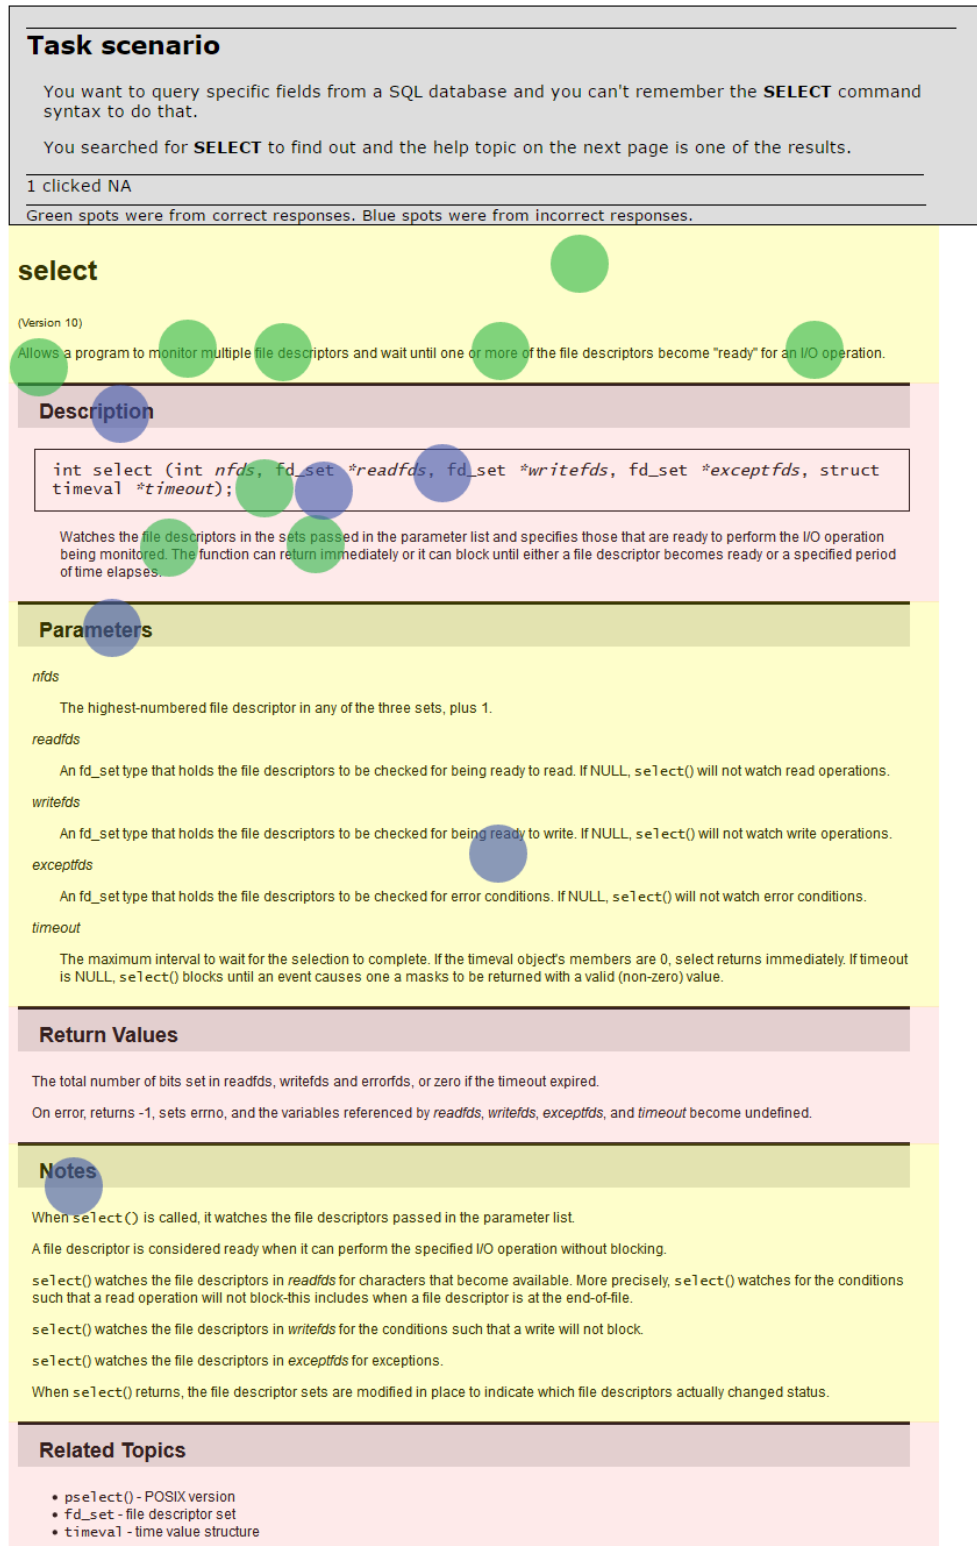 Task scenario
You want to query specific fields from a SQL database and you can't remember the SELECT command
syntax to do that.
You searched for SELECT to find out and the help topic on the next page is one of the results.
1 clicked NA
Green spots were from correct responses. Blue spots were from incorrect responses.
select
(Version 10)
Allows a program to monitor multiple file descriptors and wait until one or more of the file descriptors become "ready" for an I/O operation.
Description
int select (int nfds, fd_set *readfds, fd_set *writefds, fd_set *exceptfds, struct
timeval *timeout);
Watches the file descriptors in the sets passed in the parameter list and specifies those that are ready to perform the I/O operation
being monitored. The function can return immediately or it can block until either a file descriptor becomes ready or a specified period
of time elapses.
Parameters
nfds
The highest-numbered file descriptor in any of the three sets, plus 1.
readfds
An fd_set type that holds the file descriptors to be checked for being ready to read. If NULL, select() will not watch read operations.
writefds
An fd_set type that holds the file descriptors to be checked for being ready to write. If NULL, select() will not watch write operations.
exceptfds
An fd_set type that holds the file descriptors to be checked for error conditions. If NULL, select() will not watch error conditions.
timeout
The maximum interval to wait for the selection to complete. If the timeval object's members are 0, select returns immediately. If timeout
is NULL, select() blocks until an event causes one a masks to be returned with a valid (non-zero) value.
Return Values
The total number of bits set in readfds, writefds and errorfds, or zero if the timeout expired.
On error, returns -1, sets errno, and the variables referenced by readfds, writefds, exceptfds, and timeout become undefined.
Notes
When select() is called, it watches the file descriptors passed in the parameter list.
A file descriptor is considered ready when it can perform the specified I/O operation without blocking.
select() watches the file descriptors in readfds for characters that become available. More precisely, select() watches for the conditions
such that a read operation will not block-this includes when a file descriptor is at the end-of-file.
select() watches the file descriptors in writefds for the conditions such that a write will not block.
select() watches the file descriptors in exceptfds for exceptions.
When select() returns, the file descriptor sets are modified in place to indicate which file descriptors actually changed status.
Related Topics
• pselect() - POSIX version
• fd_set - file descriptor set
• timeval - time value structure